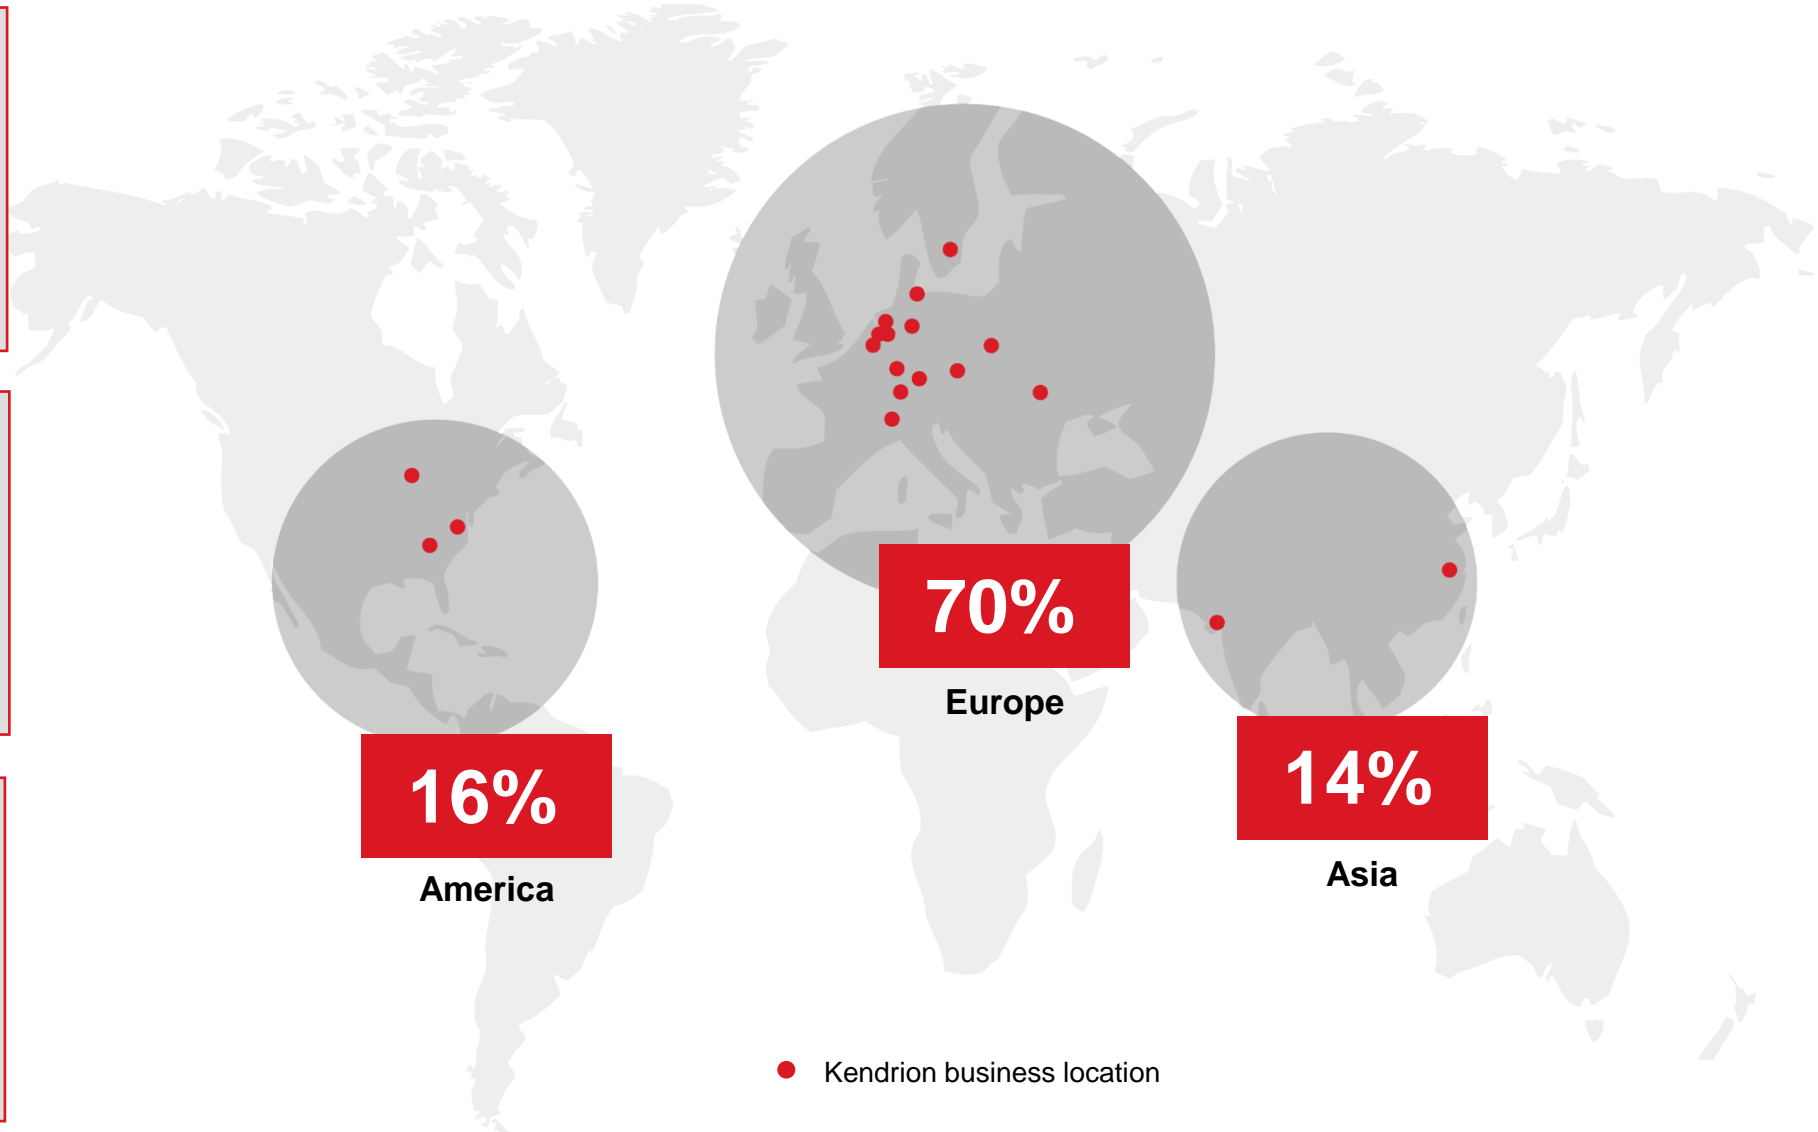 70%
Europe
16%
America
14%
Asia
Kendrion business location